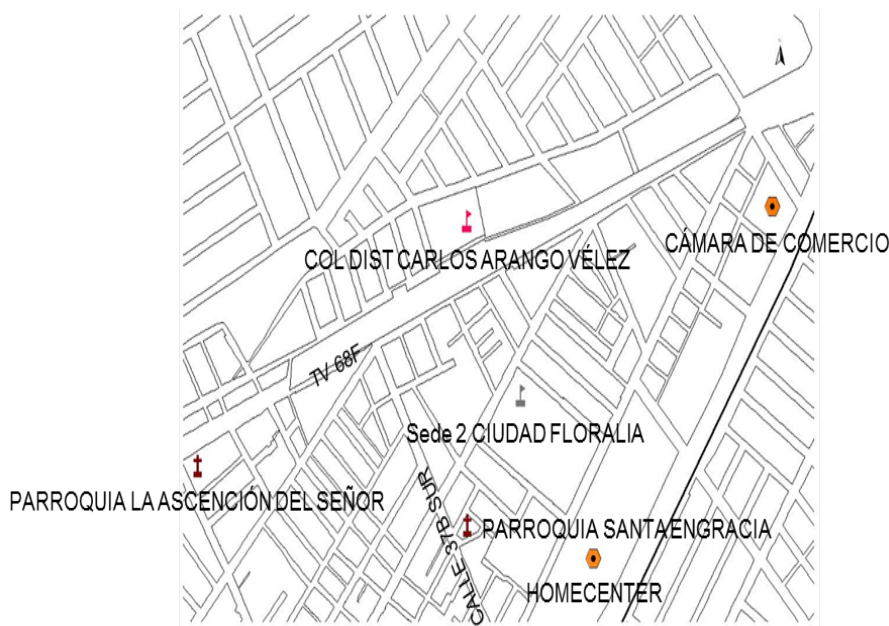 CÁMARA DE COMERCIO
COL DIST CARLOS ARANGO VÉLEZ
TV 68F
Sede 2 CIUDAD FLORALIA
PARROQUIA LA ASCENCIÓN DEL SEÑOR
CALLE 37B SUR
PARROQUIA SANTA ENGRACIA
HOMECENTER